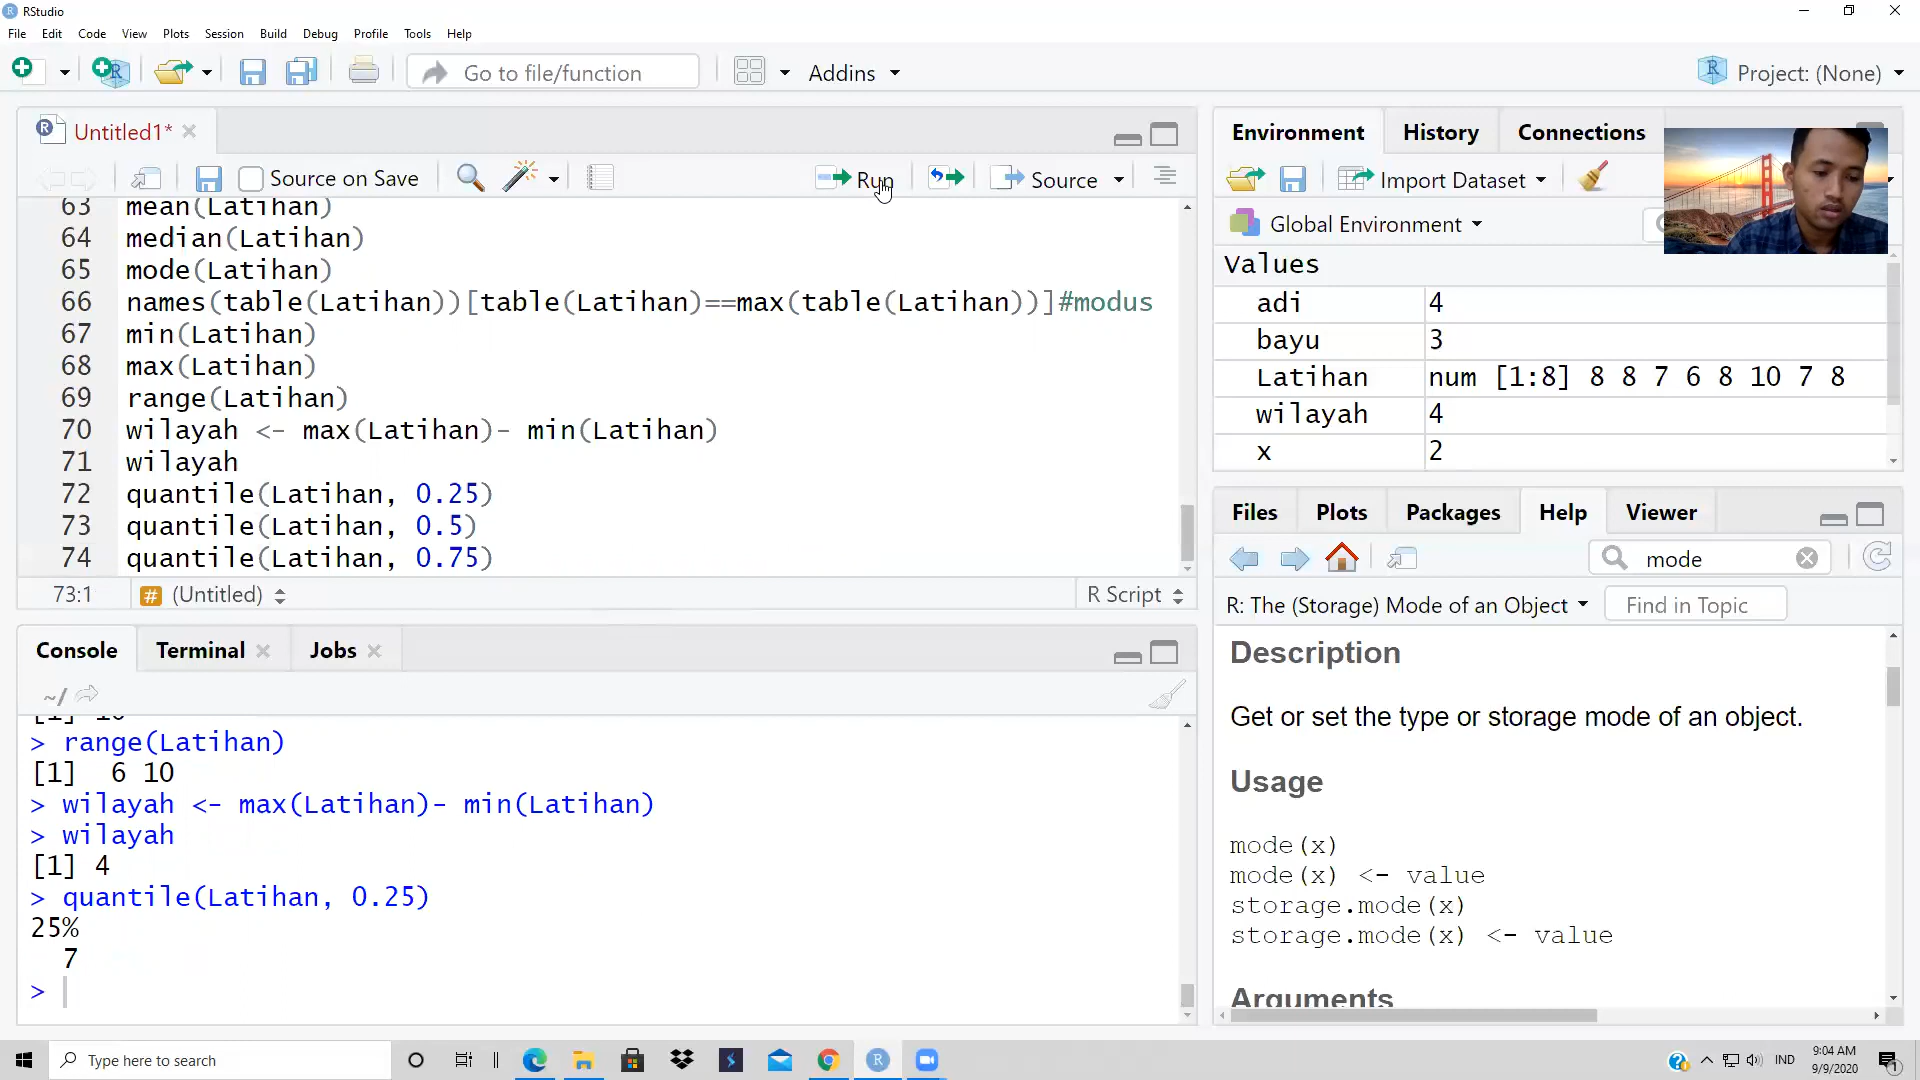 RStudio
File Edit Code View Plots Session Build Debug Profile Tools Help
Go to file/function Addins Project: (None)
Untitled1*
Source on Save Run Source
63 mean(Latihan)
64 median(Latihan)
65 mode(Latihan)
66 names(table(Latihan))[table(Latihan)==max(table(Latihan))]#modus
67 min(Latihan)
68 max(Latihan)
69 range(Latihan)
70 wilayah <- max(Latihan)- min(Latihan)
71 wilayah
72 quantile(Latihan, 0.25)
73 quantile(Latihan, 0.5)
74 quantile(Latihan, 0.75)
73:1 # (Untitled) R Script
Console Terminal Jobs
~/
> range(Latihan)
[1]  6 10
> wilayah <- max(Latihan)- min(Latihan)
> wilayah
[1] 4
> quantile(Latihan, 0.25)
25%
7
>
Environment History Connections
Import Dataset
Global Environment
Values
adi 4
bayu 3
Latihan num [1:8] 8 8 7 6 8 10 7 8
wilayah 4
x 2
Files Plots Packages Help Viewer
mode
R: The (Storage) Mode of an Object Find in Topic
Description
Get or set the type or storage mode of an object.
Usage
mode(x)
mode(x) <- value
storage.mode(x)
storage.mode(x) <- value
Arguments
Type here to search
IND
9:04 AM
9/9/2020